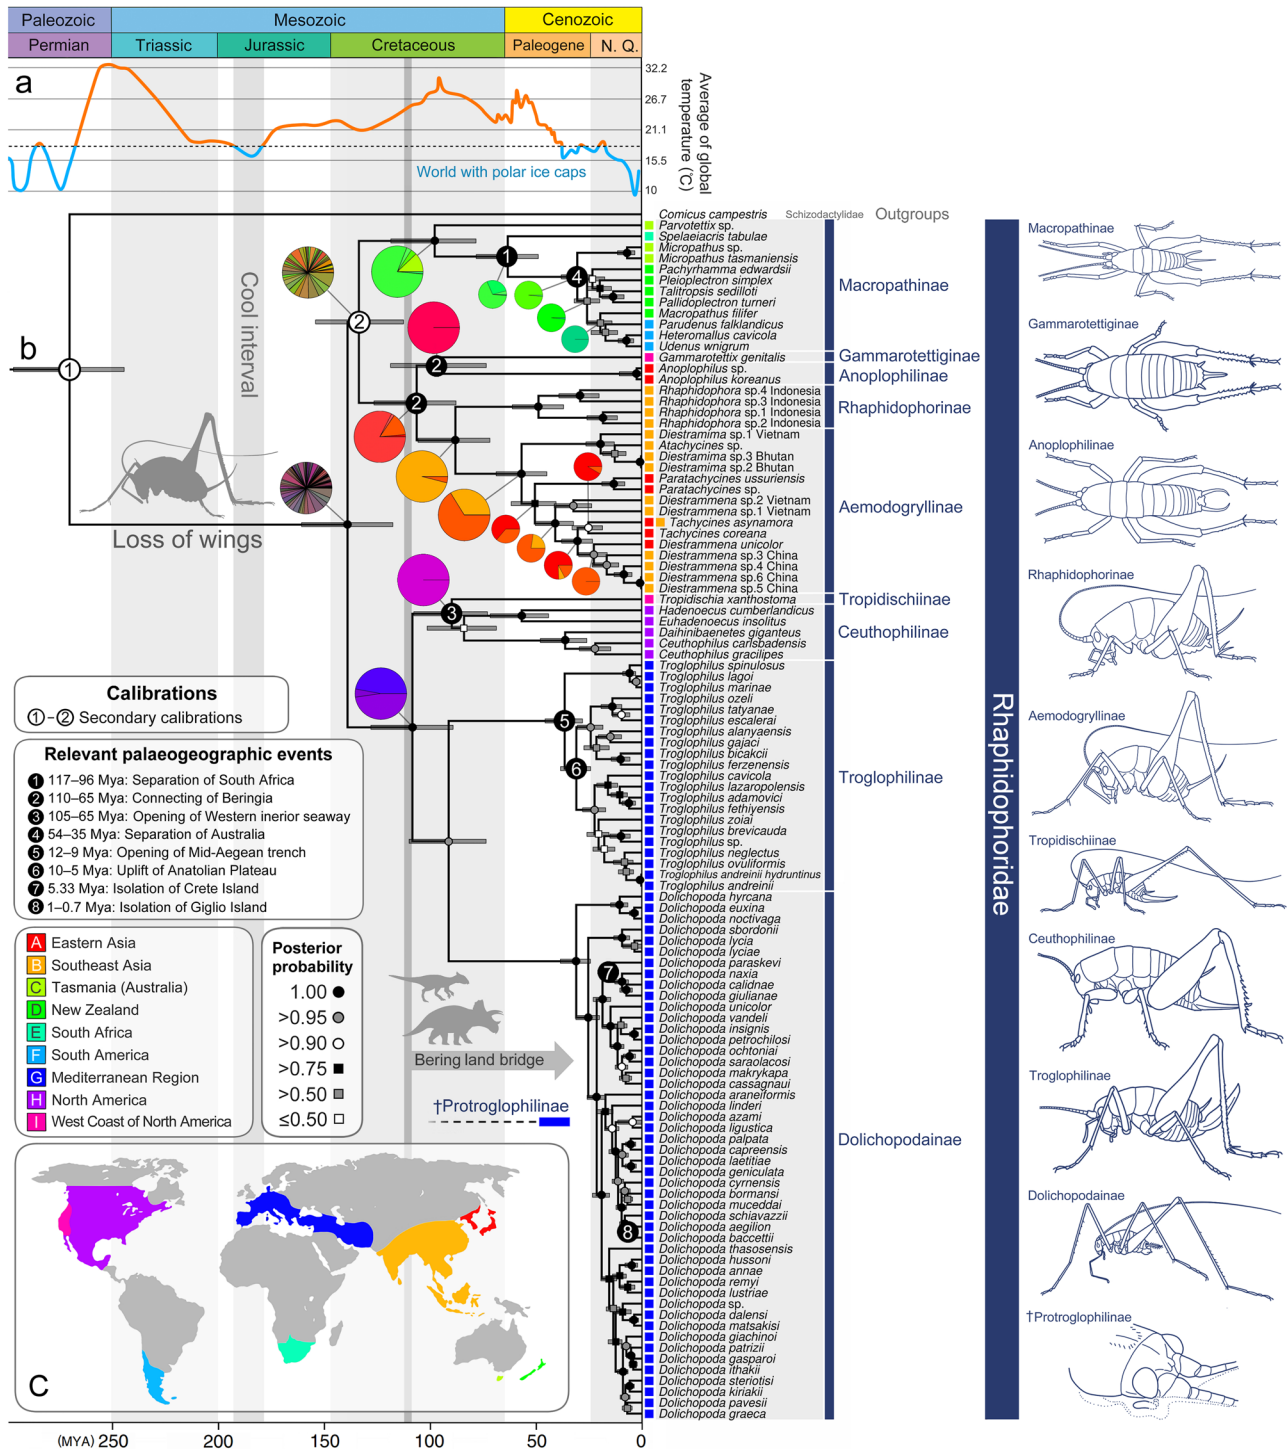 Paleozoic
Mesozoic
Cenozoic
Permian
Triassic
Jurassic
Cretaceous
Paleogene
N. Q.
a
32.2
26.7
21.1
15.5
10
Average of global
temperature (℃)
World with polar ice caps
b
Cool interval
Loss of wings
1
2
1
4
2
2
3
5
6
7
8
Comicus campestris
Schizodactylidae
Outgroups
Parvotettix sp.
Spelaeiacris tabulae
Micropathus sp.
Micropathus tasmaniensis
Pachyrhamma edwardsii
Pleioplectron simplex
Talitropsis sedilloti
Pallidoplectron turneri
Macropathus filifer
Parudenus falklandicus
Heteromallus cavicola
Udenus wnigrum
Gammarotettix genitalis
Anoplophilus sp.
Anoplophilus koreanus
Rhaphidophora sp.4 Indonesia
Rhaphidophora sp.3 Indonesia
Rhaphidophora sp.1 Indonesia
Rhaphidophora sp.2 Indonesia
Diestramima sp.1 Vietnam
Atachycines sp.
Diestramima sp.3 Bhutan
Diestramima sp.2 Bhutan
Paratachycines ussuriensis
Paratachycines sp.
Diestrammena sp.2 Vietnam
Diestrammena sp.1 Vietnam
Tachycines asynamora
Tachycines coreana
Diestrammena unicolor
Diestrammena sp.3 China
Diestrammena sp.4 China
Diestrammena sp.6 China
Diestrammena sp.5 China
Tropidischia xanthostoma
Hadenoecus cumberlandicus
Euhadenoecus insolitus
Daihinibaenetes giganteus
Ceuthophilus carlsbadensis
Ceuthophilus gracilipes
Troglophilus spinulosus
Troglophilus lagoi
Troglophilus marinae
Troglophilus ozeli
Troglophilus tatyanae
Troglophilus escalerai
Troglophilus alanyaensis
Troglophilus gajaci
Troglophilus bicakcii
Troglophilus ferzenensis
Troglophilus cavicola
Troglophilus lazaropolensis
Troglophilus adamovici
Troglophilus fethiyensis
Troglophilus zoiai
Troglophilus brevicauda
Troglophilus sp.
Troglophilus neglectus
Troglophilus ovuliformis
Troglophilus andreinii hydruntinus
Troglophilus andreinii
Dolichopoda hyrcana
Dolichopoda euxina
Dolichopoda noctivaga
Dolichopoda sbordonii
Dolichopoda lycia
Dolichopoda lyciae
Dolichopoda paraskevi
Dolichopoda naxia
Dolichopoda calidnae
Dolichopoda giulianae
Dolichopoda unicolor
Dolichopoda vandeli
Dolichopoda insignis
Dolichopoda petrochilosi
Dolichopoda ochtoniai
Dolichopoda saraolacosi
Dolichopoda makrykapa
Dolichopoda cassagnaui
Dolichopoda araneiformis
Dolichopoda linderi
Dolichopoda azami
Dolichopoda ligustica
Dolichopoda palpata
Dolichopoda capreensis
Dolichopoda laetitiae
Dolichopoda geniculata
Dolichopoda cyrnensis
Dolichopoda bormansi
Dolichopoda muceddai
Dolichopoda schiavazzii
Dolichopoda aegilion
Dolichopoda baccettii
Dolichopoda thasosensis
Dolichopoda hussoni
Dolichopoda annae
Dolichopoda remyi
Dolichopoda lustriae
Dolichopoda sp.
Dolichopoda dalensi
Dolichopoda matsakisi
Dolichopoda giachinoi
Dolichopoda patrizii
Dolichopoda gasparoi
Dolichopoda ithakii
Dolichopoda steriotisi
Dolichopoda kiriakii
Dolichopoda pavesii
Dolichopoda graeca
Macropathinae
Gammarotettiginae
Anoplophilinae
Rhaphidophorinae
Aemodogryllinae
Tropidischiinae
Ceuthophilinae
Troglophilinae
Dolichopodainae
Rhaphidophoridae
Macropathinae
Gammarotettiginae
Anoplophilinae
Rhaphidophorinae
Aemodogryllinae
Tropidischiinae
Ceuthophilinae
Troglophilinae
Dolichopodainae
†Protroglophilinae
Calibrations
1-2 Secondary calibrations
Relevant palaeogeographic events
1 117–96 Mya: Separation of South Africa
2 110–65 Mya: Connecting of Beringia
3 105–65 Mya: Opening of Western inerior seaway
4 54–35 Mya: Separation of Australia
5 12–9 Mya: Opening of Mid-Aegean trench
6 10–5 Mya: Uplift of Anatolian Plateau
7 5.33 Mya: Isolation of Crete Island
8 1–0.7 Mya: Isolation of Giglio Island
A Eastern Asia
B Southeast Asia
C Tasmania (Australia)
D New Zealand
E South Africa
F South America
G Mediterranean Region
H North America
I West Coast of North America
Posterior
probability
1.00
>0.95
>0.90
>0.75
>0.50
≤0.50
Bering land bridge
†Protroglophilinae
C
(MYA) 250 200 150 100 50 0